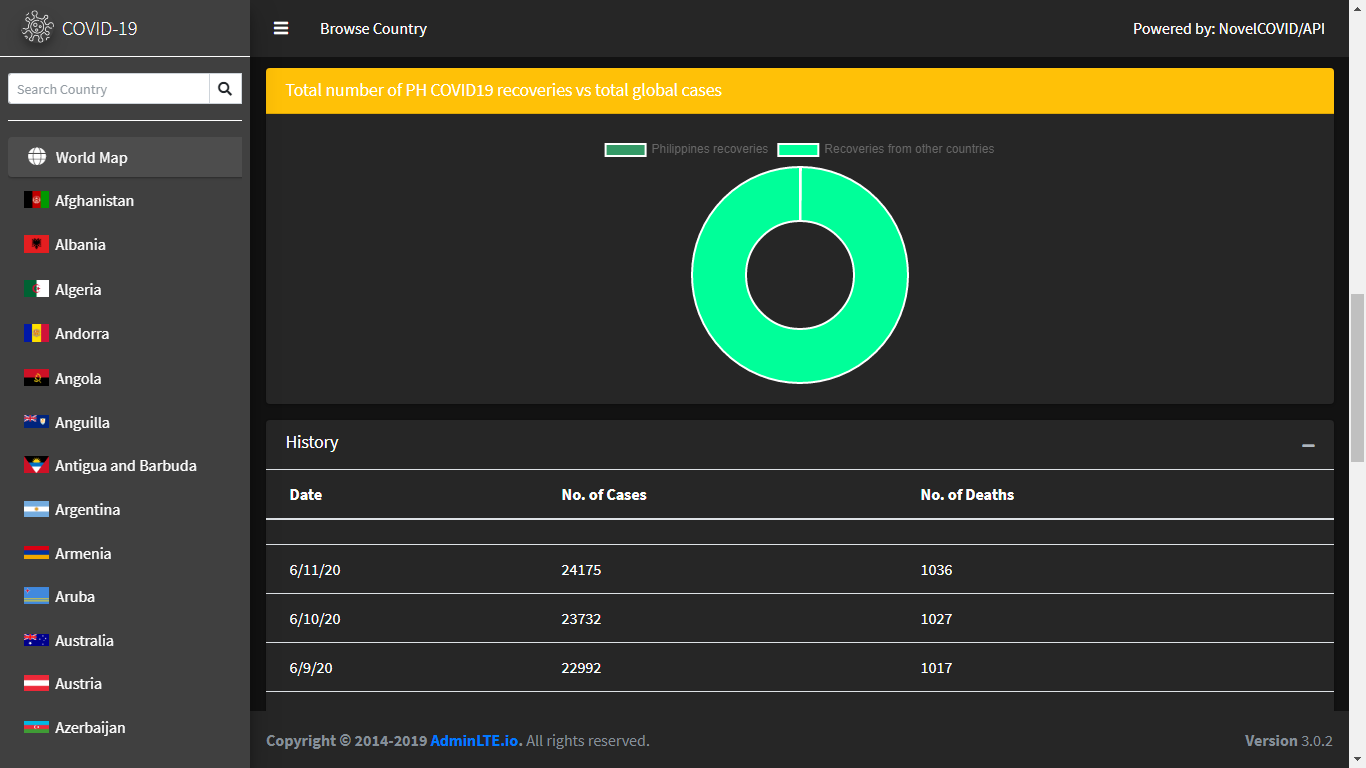 COVID-19
Browse Country
Powered by: NovelCOVID/API
Search Country
World Map
Afghanistan
Albania
Algeria
Andorra
Angola
Anguilla
Antigua and Barbuda
Argentina
Armenia
Aruba
Australia
Austria
Azerbaijan
Total number of PH COVID19 recoveries vs total global cases
Philippines recoveries Recoveries from other countries
History
Date No. of Cases No. of Deaths
6/11/20 24175 1036
6/10/20 23732 1027
6/9/20 22992 1017
Copyright © 2014-2019 AdminLTE.io. All rights reserved.
Version 3.0.2